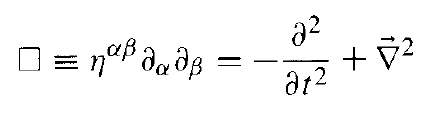 □ ≡ η^{αβ} ∂_α ∂_β = −∂²/∂t² + ∇⃗²